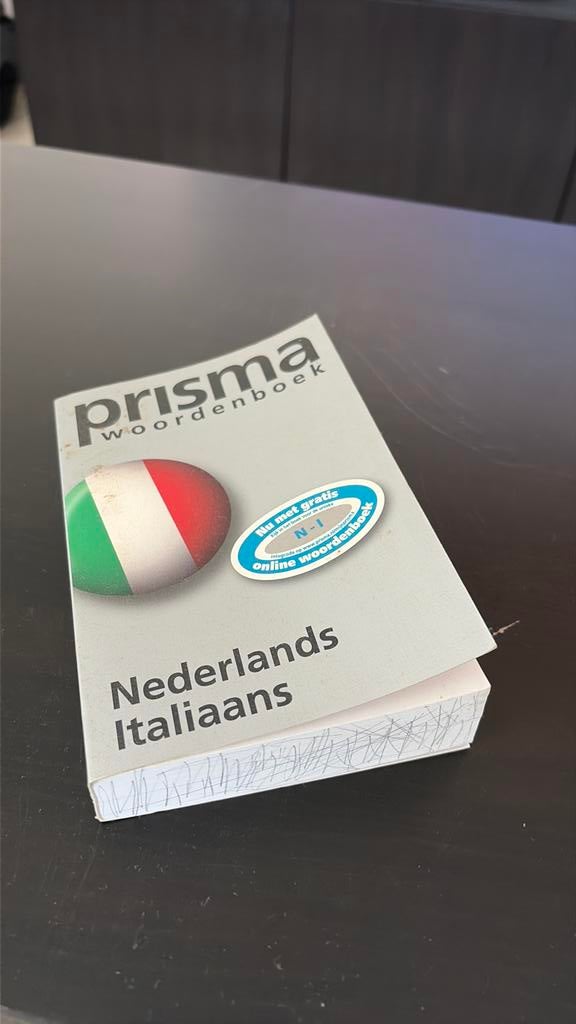 prisma
woordenboek
Nu met gratis
N - I
online woordenboek
Nederlands
Italiaans